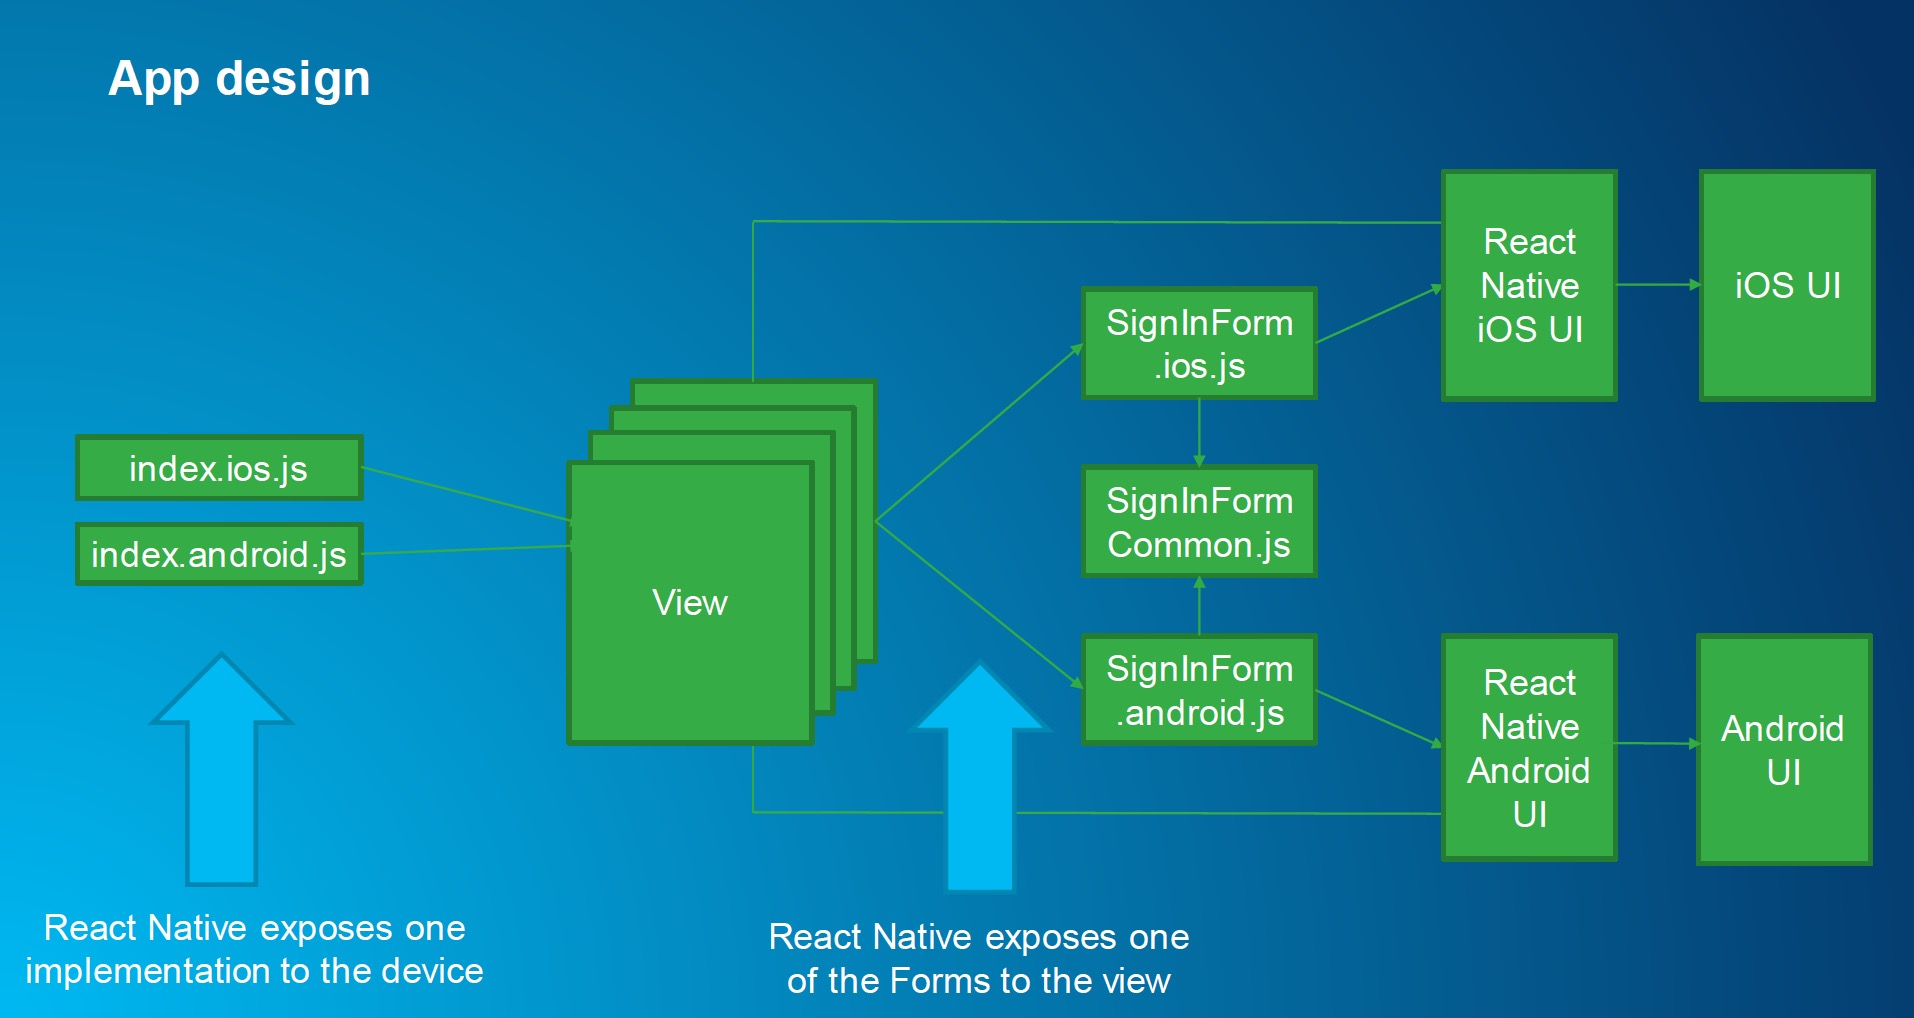 App design
index.ios.js
index.android.js
View
SignInForm
.ios.js
SignInForm
Common.js
SignInForm
.android.js
React
Native
iOS UI
iOS UI
React
Native
Android
UI
Android
UI
React Native exposes one
implementation to the device
React Native exposes one
of the Forms to the view